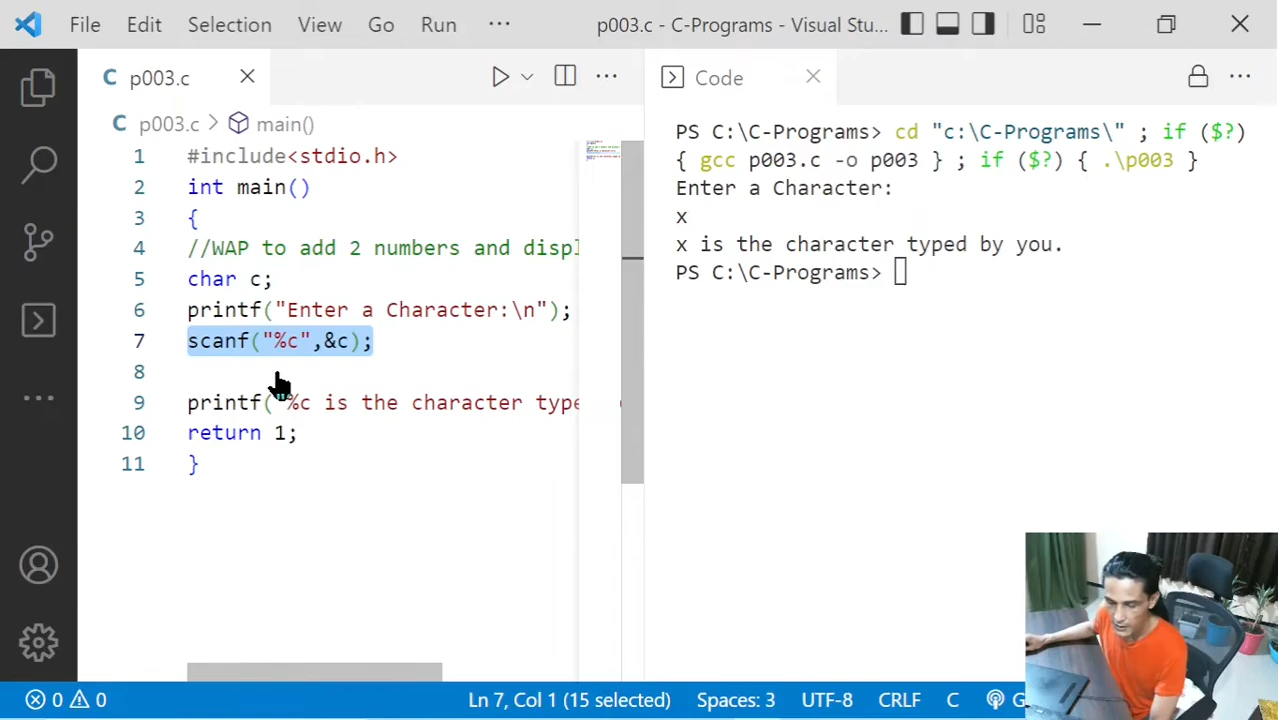 File Edit Selection View Go Run ··· p003.c - C-Programs - Visual Stu...
C p003.c
Code
C p003.c > main()
1 #include<stdio.h>
2 int main()
3 {
4 //WAP to add 2 numbers and displ
5 char c;
6 printf("Enter a Character:\n");
7 scanf("%c",&c);
8
9 printf("%c is the character type
10 return 1;
11 }
PS C:\C-Programs> cd "c:\C-Programs\" ; if ($?)
{ gcc p003.c -o p003 } ; if ($?) { .\p003 }
Enter a Character:
x
x is the character typed by you.
PS C:\C-Programs>
0 0 Ln 7, Col 1 (15 selected) Spaces: 3 UTF-8 CRLF C G